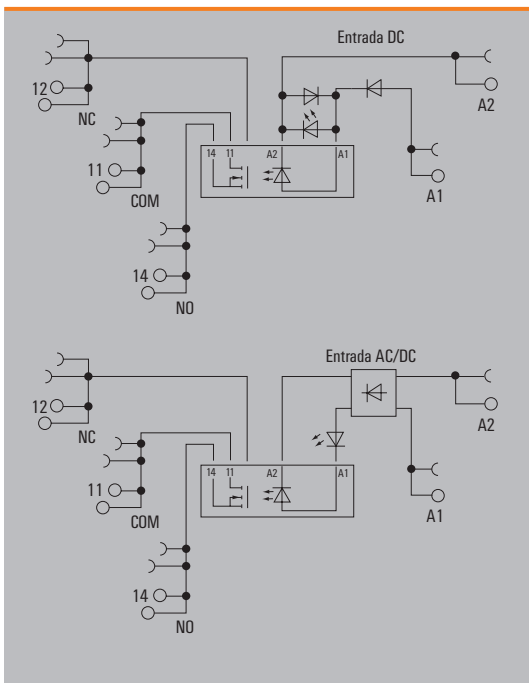 Entrada DC
12
NC
A2
11
COM
14 11 A2 A1
A1
14
NO
Entrada AC/DC
12
NC
A2
11
COM
14 11 A2 A1
A1
14
NO